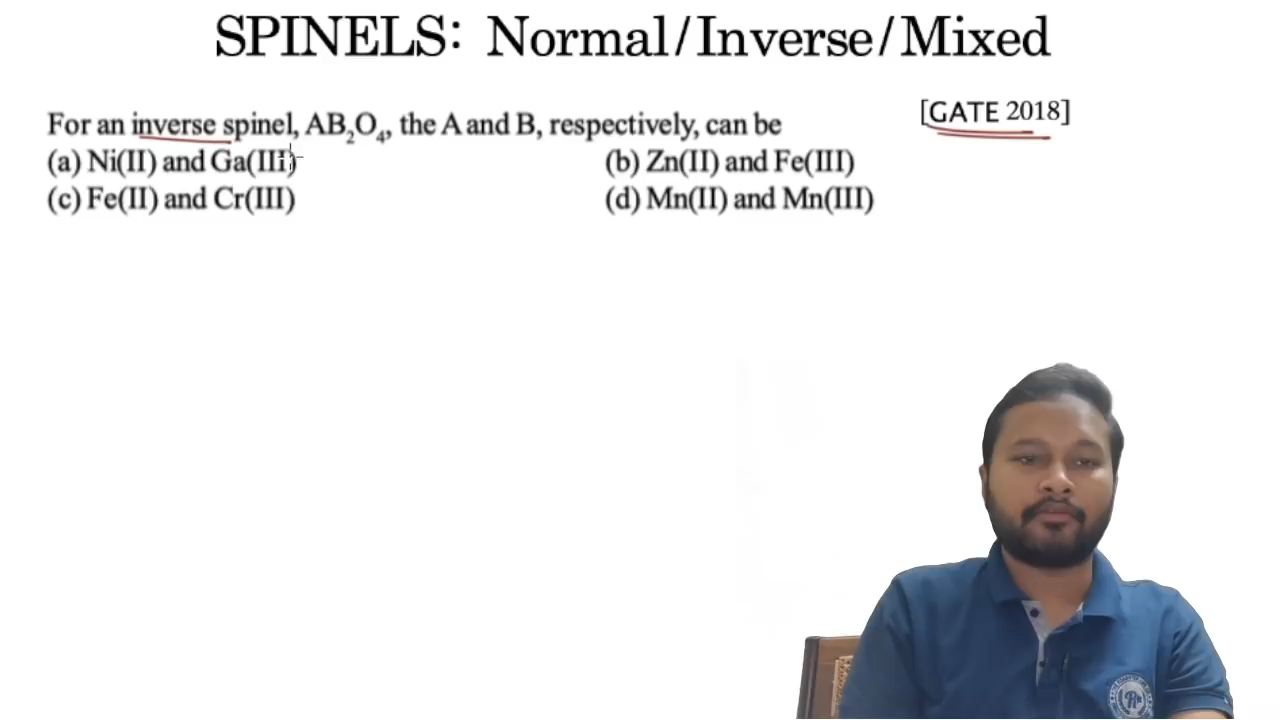 SPINELS: Normal/Inverse/Mixed
For an inverse spinel, AB₂O₄, the A and B, respectively, can be [GATE 2018]
(a) Ni(II) and Ga(III) (b) Zn(II) and Fe(III)
(c) Fe(II) and Cr(III) (d) Mn(II) and Mn(III)